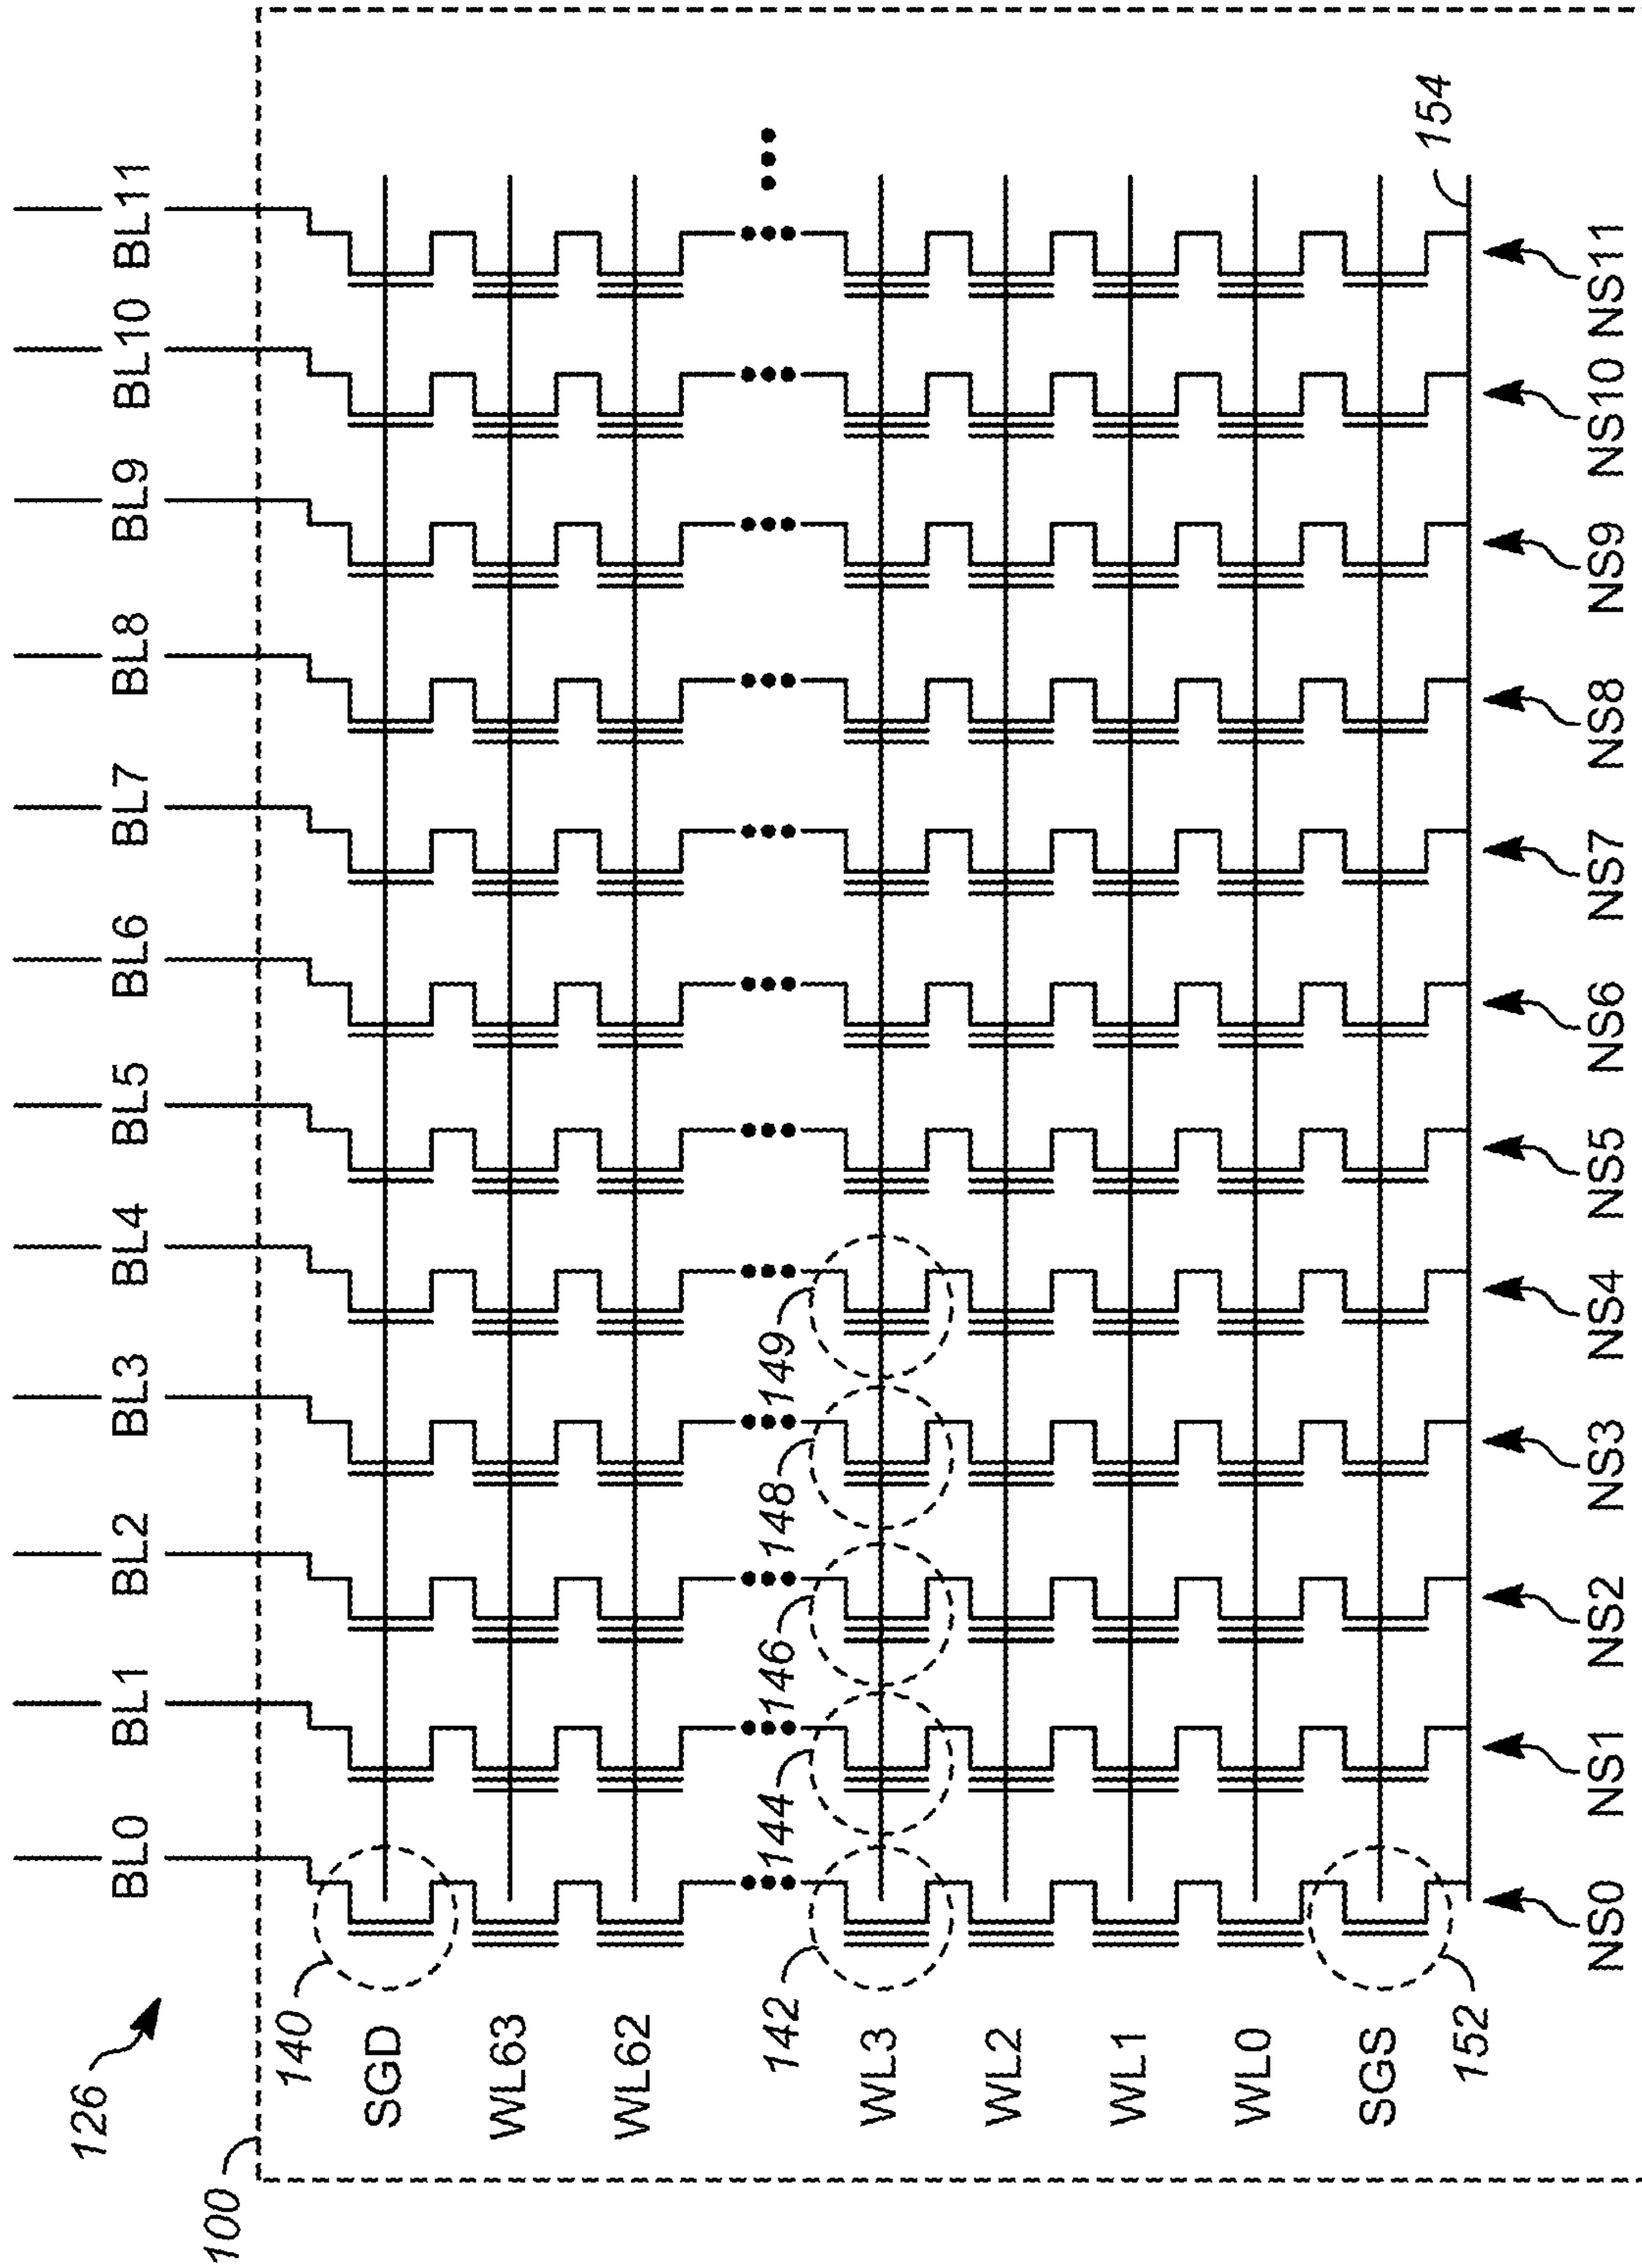 126
BL0 BL1 BL2 BL3 BL4 BL5 BL6 BL7 BL8 BL9 BL10 BL11
100
140
SGD
WL63
WL62
142 144 146 148 149
WL3
WL2
WL1
WL0
SGS
152
154
NS0 NS1 NS2 NS3 NS4 NS5 NS6 NS7 NS8 NS9 NS10 NS11